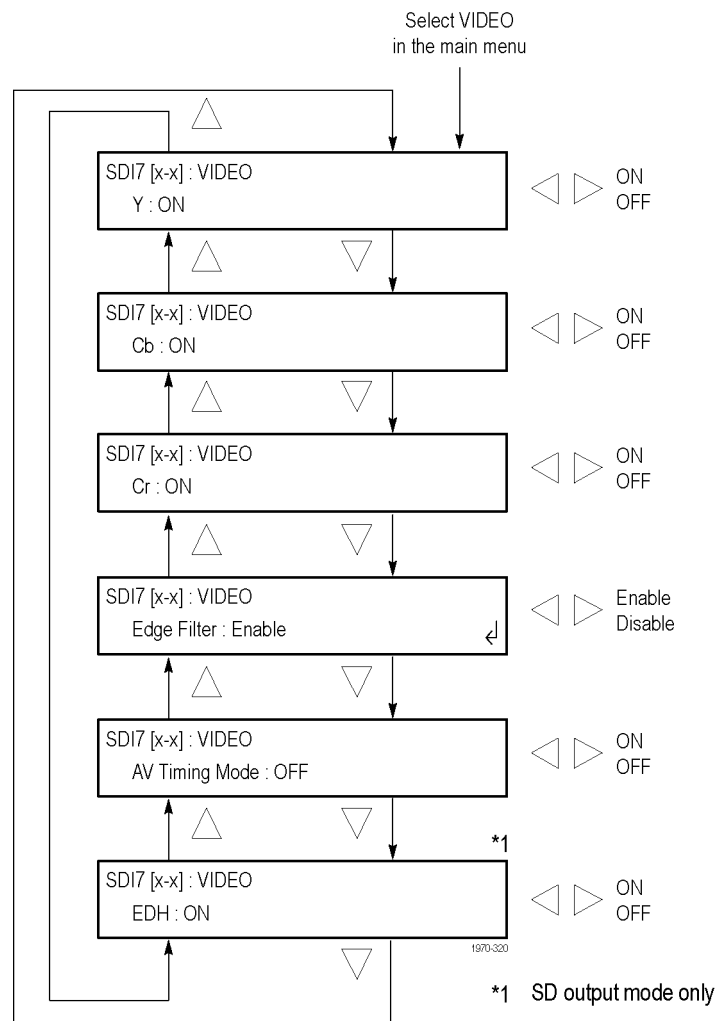 Select VIDEO
in the main menu
SDI7 [x-x] : VIDEO
Y : ON
ON
OFF
SDI7 [x-x] : VIDEO
Cb : ON
ON
OFF
SDI7 [x-x] : VIDEO
Cr : ON
ON
OFF
SDI7 [x-x] : VIDEO
Edge Filter : Enable
Enable
Disable
SDI7 [x-x] : VIDEO
AV Timing Mode : OFF
ON
OFF
*1
SDI7 [x-x] : VIDEO
EDH : ON
ON
OFF
1970-320
*1 SD output mode only